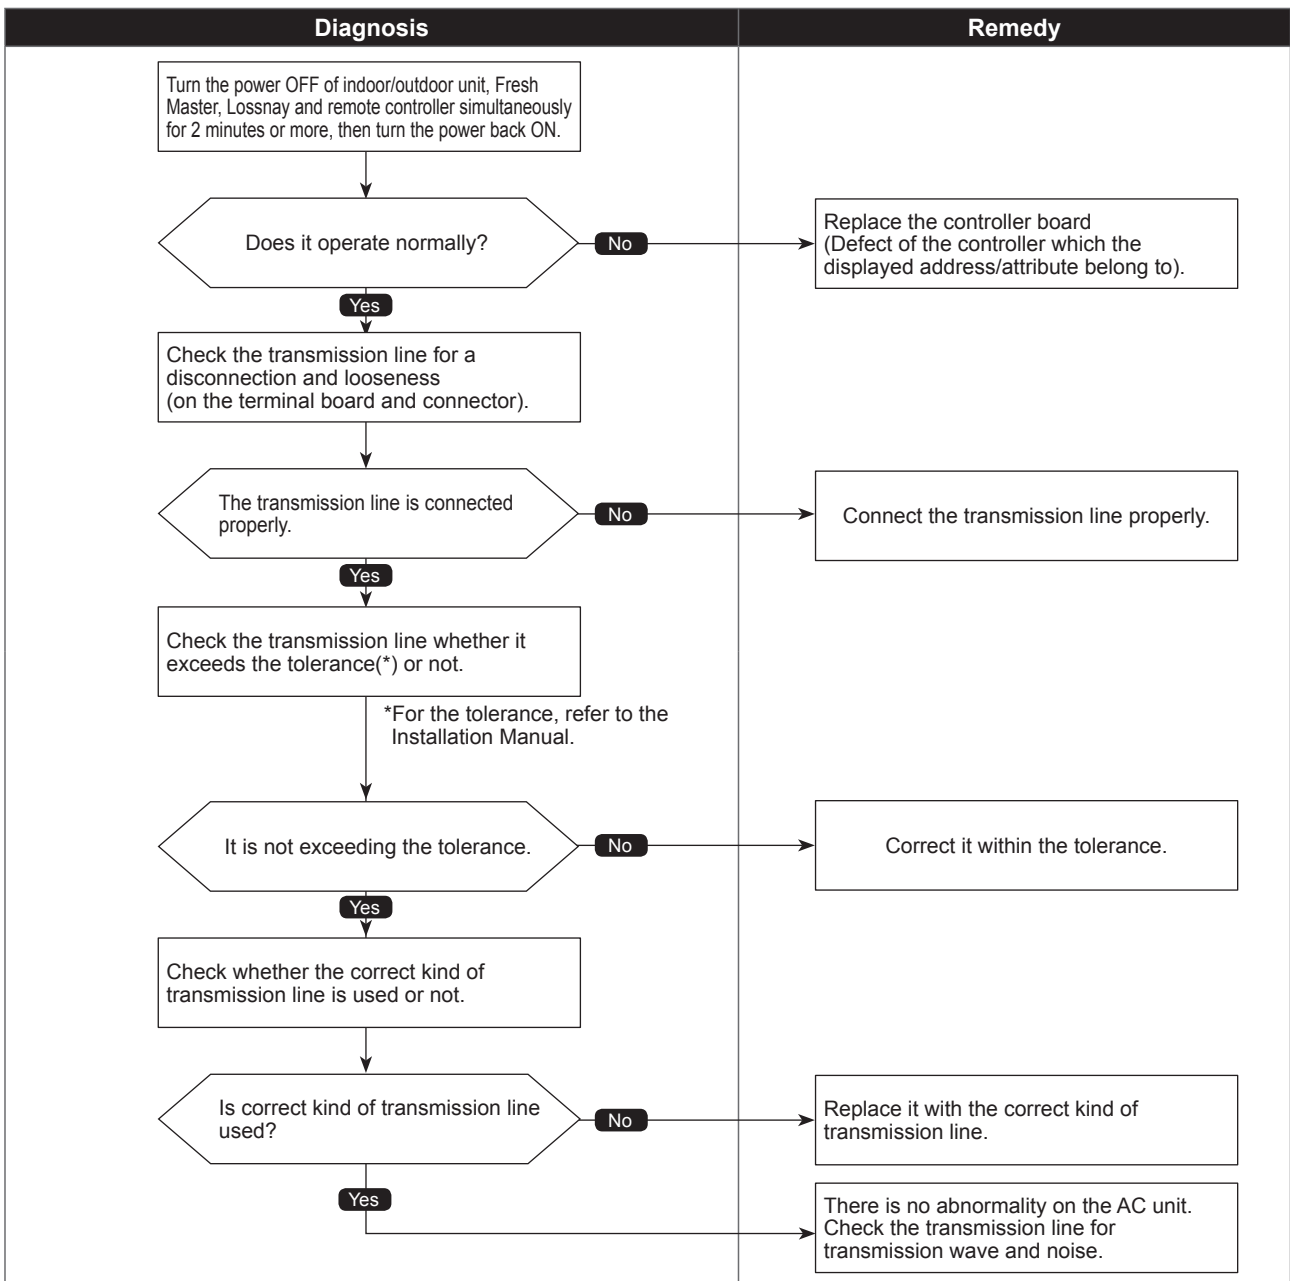 Diagnosis
Remedy
Turn the power OFF of indoor/outdoor unit, Fresh
Master, Lossnay and remote controller simultaneously
for 2 minutes or more, then turn the power back ON.
Does it operate normally?
No
Replace the controller board
(Defect of the controller which the
displayed address/attribute belong to).
Yes
Check the transmission line for a
disconnection and looseness
(on the terminal board and connector).
The transmission line is connected
properly.
No
Connect the transmission line properly.
Yes
Check the transmission line whether it
exceeds the tolerance(*) or not.
*For the tolerance, refer to the
Installation Manual.
It is not exceeding the tolerance.
No
Correct it within the tolerance.
Yes
Check whether the correct kind of
transmission line is used or not.
Is correct kind of transmission line
used?
No
Replace it with the correct kind of
transmission line.
Yes
There is no abnormality on the AC unit.
Check the transmission line for
transmission wave and noise.